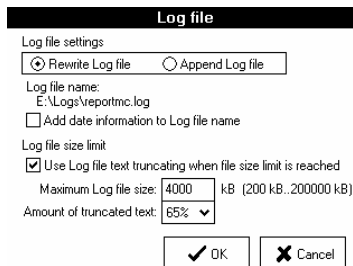 Log file
Log file settings
Rewrite Log file Append Log file
Log file name:
E:\Logs\reportmc.log
Add date information to Log file name
Log file size limit
Use Log file text truncating when file size limit is reached
Maximum Log file size: 4000 kB (200 kB..200000 kB)
Amount of truncated text: 65%
OK Cancel